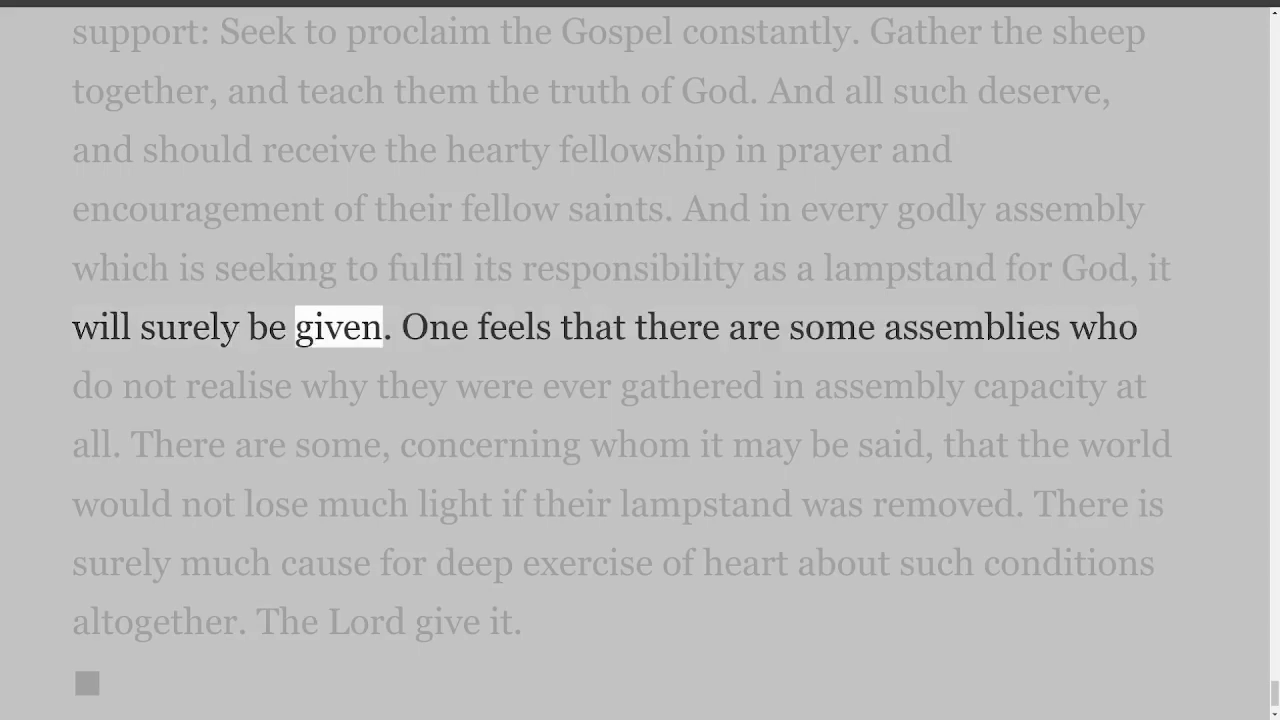 support: Seek to proclaim the Gospel constantly. Gather the sheep
together, and teach them the truth of God. And all such deserve,
and should receive the hearty fellowship in prayer and
encouragement of their fellow saints. And in every godly assembly
which is seeking to fulfil its responsibility as a lampstand for God, it
will surely be given. One feels that there are some assemblies who
do not realise why they were ever gathered in assembly capacity at
all. There are some, concerning whom it may be said, that the world
would not lose much light if their lampstand was removed. There is
surely much cause for deep exercise of heart about such conditions
altogether. The Lord give it.